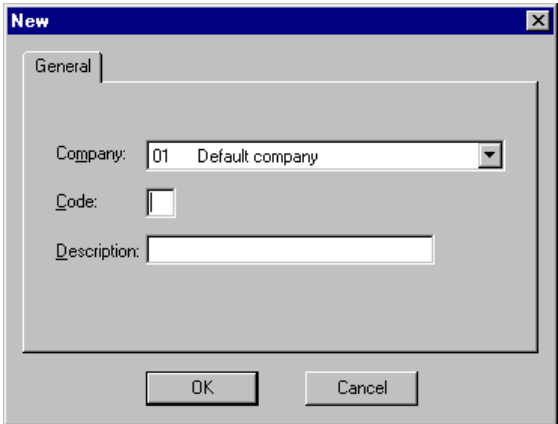 New
General
Company: 01 Default company
Code:
Description:
OK Cancel